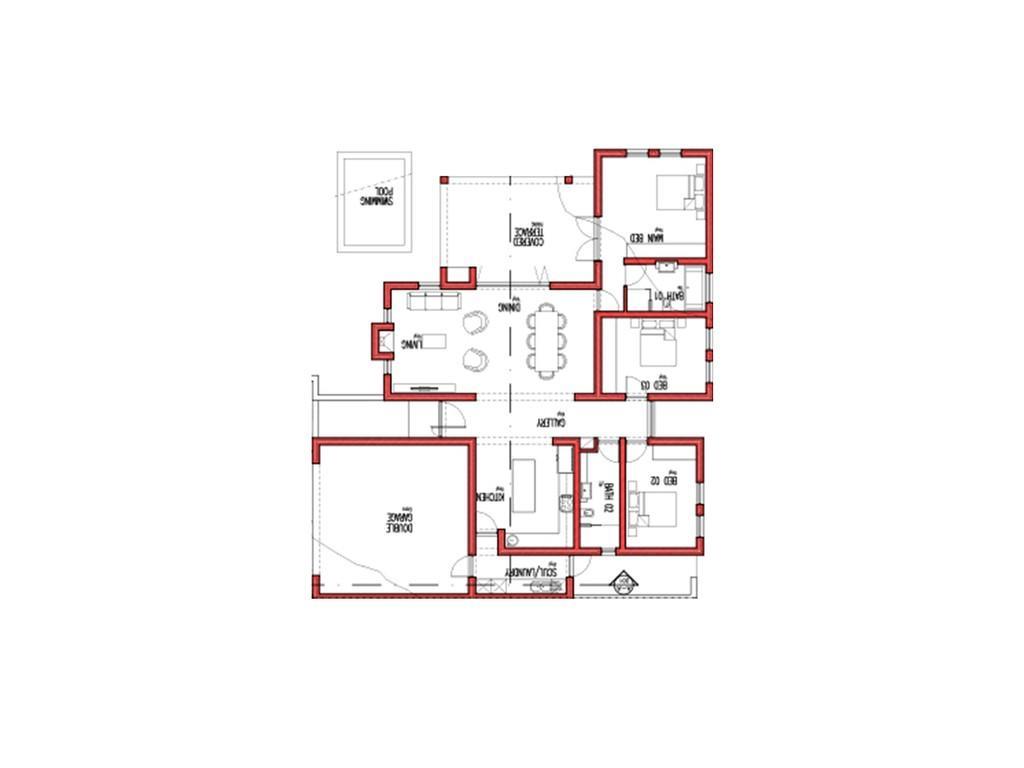 SWIMMING
POOL
COVERED
TERRACE
MAIN BED
BATH 01
DINING
LIVING
BED 03
GALLERY
KITCHEN
BATH 02
BED 02
DOUBLE
GARAGE
SCUL/LAUNDRY